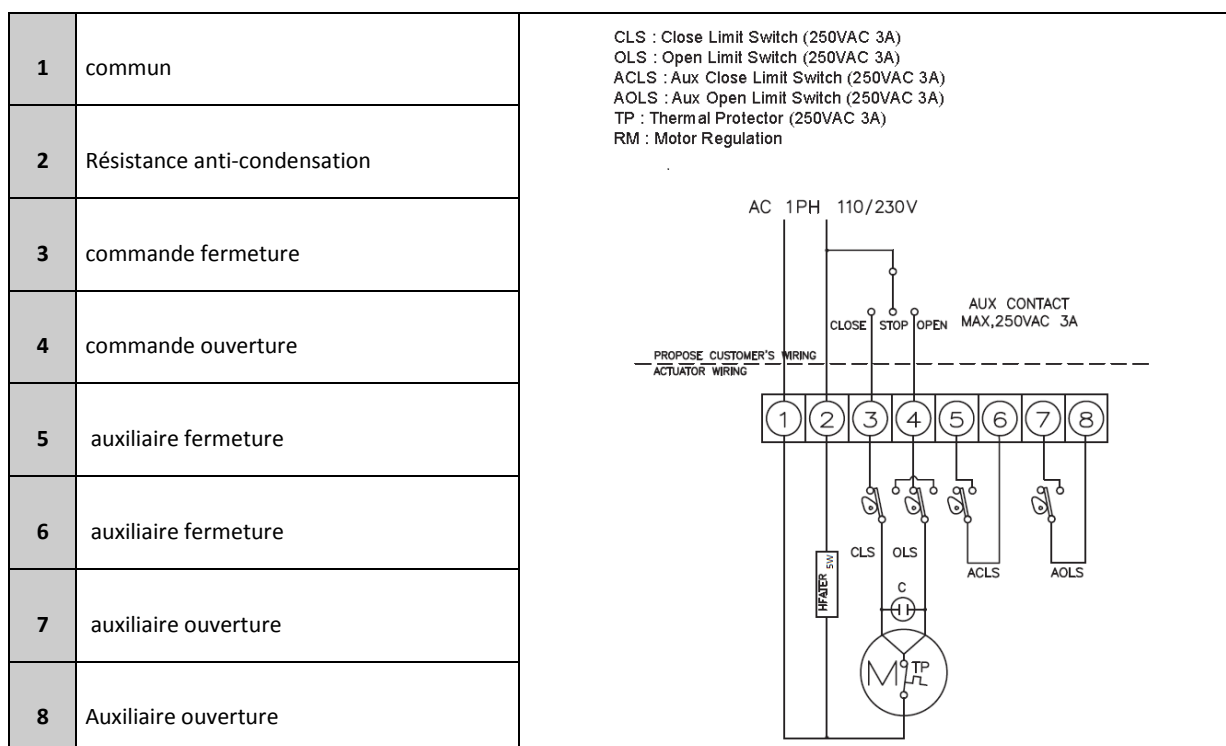 1 commun
2 Résistance anti-condensation
3 commande fermeture
4 commande ouverture
5 auxiliaire fermeture
6 auxiliaire fermeture
7 auxiliaire ouverture
8 Auxiliaire ouverture
CLS : Close Limit Switch (250VAC 3A)
OLS : Open Limit Switch (250VAC 3A)
ACLS : Aux Close Limit Switch (250VAC 3A)
AOLS : Aux Open Limit Switch (250VAC 3A)
TP : Thermal Protector (250VAC 3A)
RM : Motor Regulation
AC 1PH 110/230V
AUX CONTACT
CLOSE STOP OPEN MAX,250VAC 3A
PROPOSE CUSTOMER'S WIRING
ACTUATOR WIRING
1 2 3 4 5 6 7 8
CLS OLS
ACLS AOLS
HEATER 5W
C
M TP